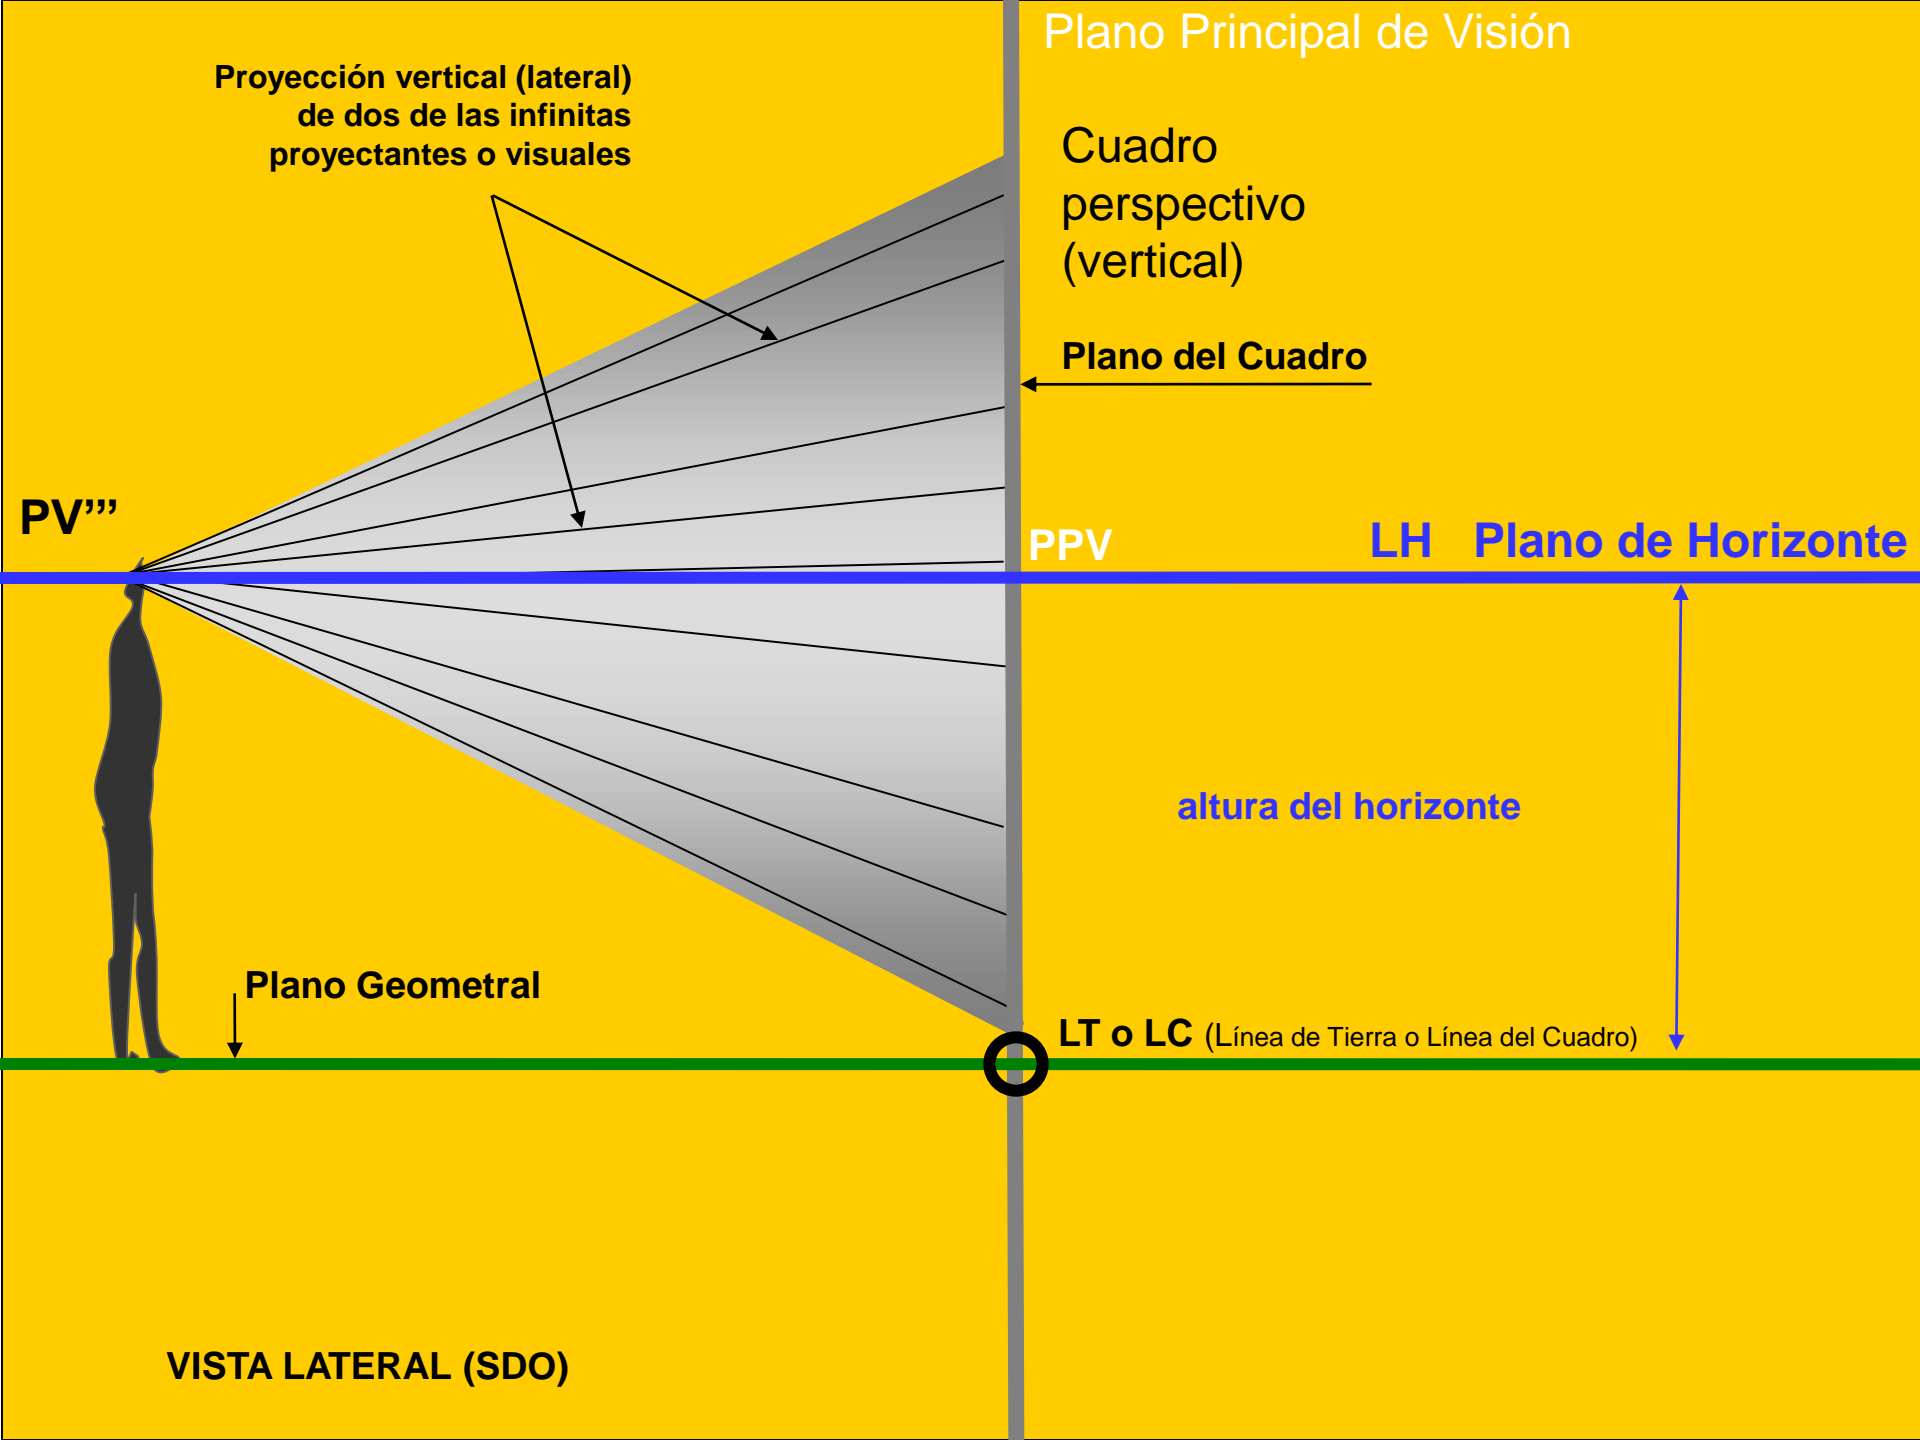 Plano Principal de Visión
Proyección vertical (lateral)
de dos de las infinitas
proyectantes o visuales
Cuadro
perspectivo
(vertical)
Plano del Cuadro
PV’’’
PPV
LH Plano de Horizonte
altura del horizonte
Plano Geometral
LT o LC (Línea de Tierra o Línea del Cuadro)
VISTA LATERAL (SDO)